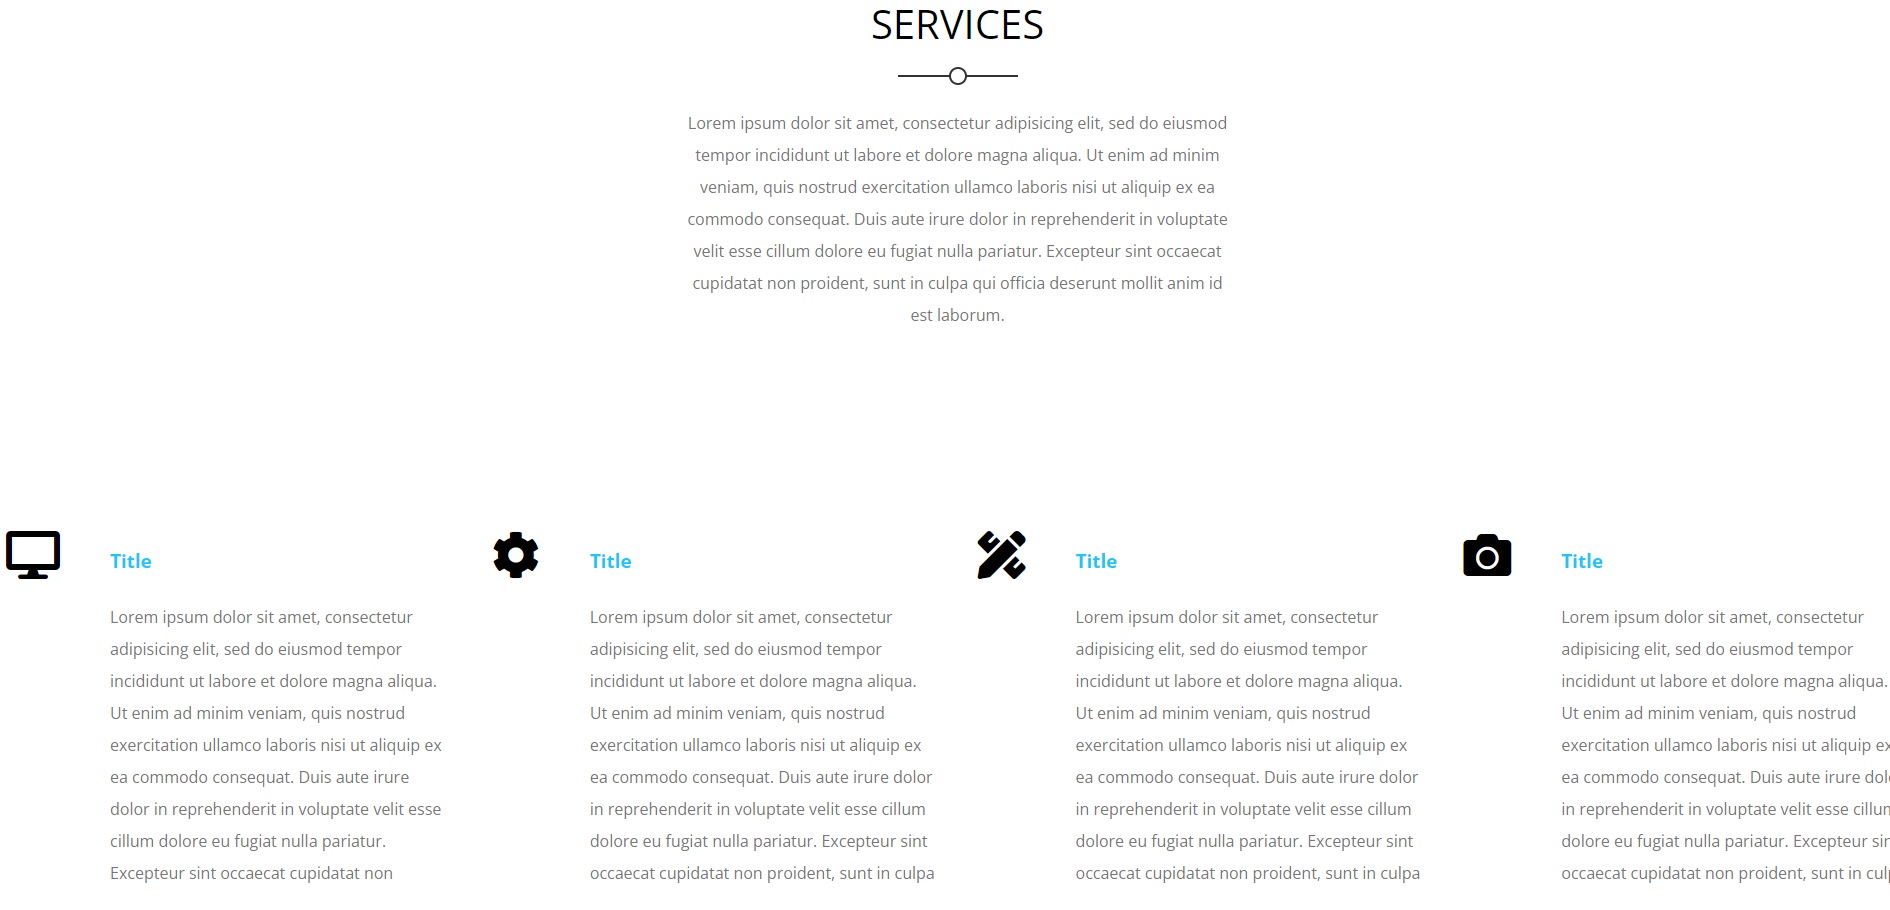 SERVICES
Lorem ipsum dolor sit amet, consectetur adipisicing elit, sed do eiusmod
tempor incididunt ut labore et dolore magna aliqua. Ut enim ad minim
veniam, quis nostrud exercitation ullamco laboris nisi ut aliquip ex ea
commodo consequat. Duis aute irure dolor in reprehenderit in voluptate
velit esse cillum dolore eu fugiat nulla pariatur. Excepteur sint occaecat
cupidatat non proident, sunt in culpa qui officia deserunt mollit anim id
est laborum.
Title
Lorem ipsum dolor sit amet, consectetur
adipisicing elit, sed do eiusmod tempor
incididunt ut labore et dolore magna aliqua.
Ut enim ad minim veniam, quis nostrud
exercitation ullamco laboris nisi ut aliquip ex
ea commodo consequat. Duis aute irure
dolor in reprehenderit in voluptate velit esse
cillum dolore eu fugiat nulla pariatur.
Excepteur sint occaecat cupidatat non
Title
Lorem ipsum dolor sit amet, consectetur
adipisicing elit, sed do eiusmod tempor
incididunt ut labore et dolore magna aliqua.
Ut enim ad minim veniam, quis nostrud
exercitation ullamco laboris nisi ut aliquip ex
ea commodo consequat. Duis aute irure dolor
in reprehenderit in voluptate velit esse cillum
dolore eu fugiat nulla pariatur. Excepteur sint
occaecat cupidatat non proident, sunt in culpa
Title
Lorem ipsum dolor sit amet, consectetur
adipisicing elit, sed do eiusmod tempor
incididunt ut labore et dolore magna aliqua.
Ut enim ad minim veniam, quis nostrud
exercitation ullamco laboris nisi ut aliquip ex
ea commodo consequat. Duis aute irure dolor
in reprehenderit in voluptate velit esse cillum
dolore eu fugiat nulla pariatur. Excepteur sint
occaecat cupidatat non proident, sunt in culpa
Title
Lorem ipsum dolor sit amet, consectetur
adipisicing elit, sed do eiusmod tempor
incididunt ut labore et dolore magna aliqua.
Ut enim ad minim veniam, quis nostrud
exercitation ullamco laboris nisi ut aliquip ex
ea commodo consequat. Duis aute irure
in reprehenderit in voluptate velit esse
dolore eu fugiat nulla pariatur. Excepteur
occaecat cupidatat non proident, sunt in